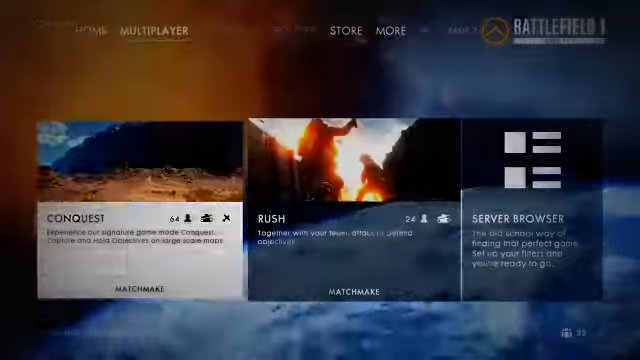 HOME MULTIPLAYER STORE MORE
BATTLEFIELD 1
CONQUEST 64
Experience our signature game mode Conquest.
Capture and Hold Objectives on large scale maps
MATCHMAKE
RUSH 24
Together with your team, attack or defend
objectives
MATCHMAKE
SERVER BROWSER
The old school way of
finding that perfect game.
Set up your filters and
you're ready to go.